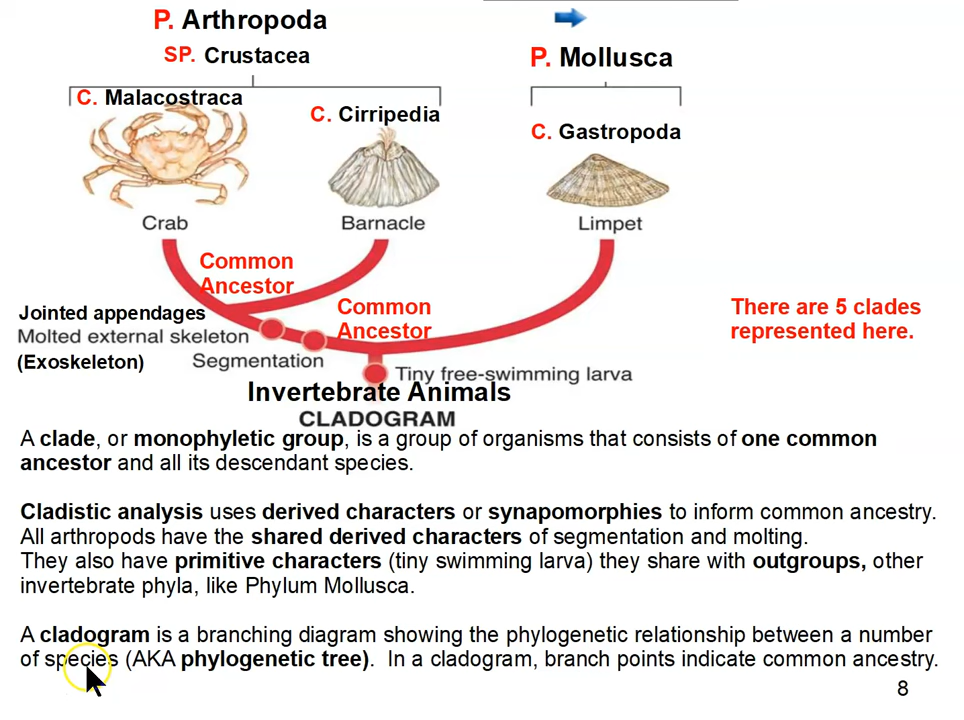 P. Arthropoda
SP. Crustacea
P. Mollusca
C. Malacostraca
C. Cirripedia
C. Gastropoda
Crab
Barnacle
Limpet
Common
Ancestor
Common
Ancestor
There are 5 clades
represented here.
Jointed appendages
Molted external skeleton
(Exoskeleton)
Segmentation
Tiny free-swimming larva
Invertebrate Animals
CLADOGRAM
A clade, or monophyletic group, is a group of organisms that consists of one common
ancestor and all its descendant species.
Cladistic analysis uses derived characters or synapomorphies to inform common ancestry.
All arthropods have the shared derived characters of segmentation and molting.
They also have primitive characters (tiny swimming larva) they share with outgroups, other
invertebrate phyla, like Phylum Mollusca.
A cladogram is a branching diagram showing the phylogenetic relationship between a number
of species (AKA phylogenetic tree). In a cladogram, branch points indicate common ancestry.
8